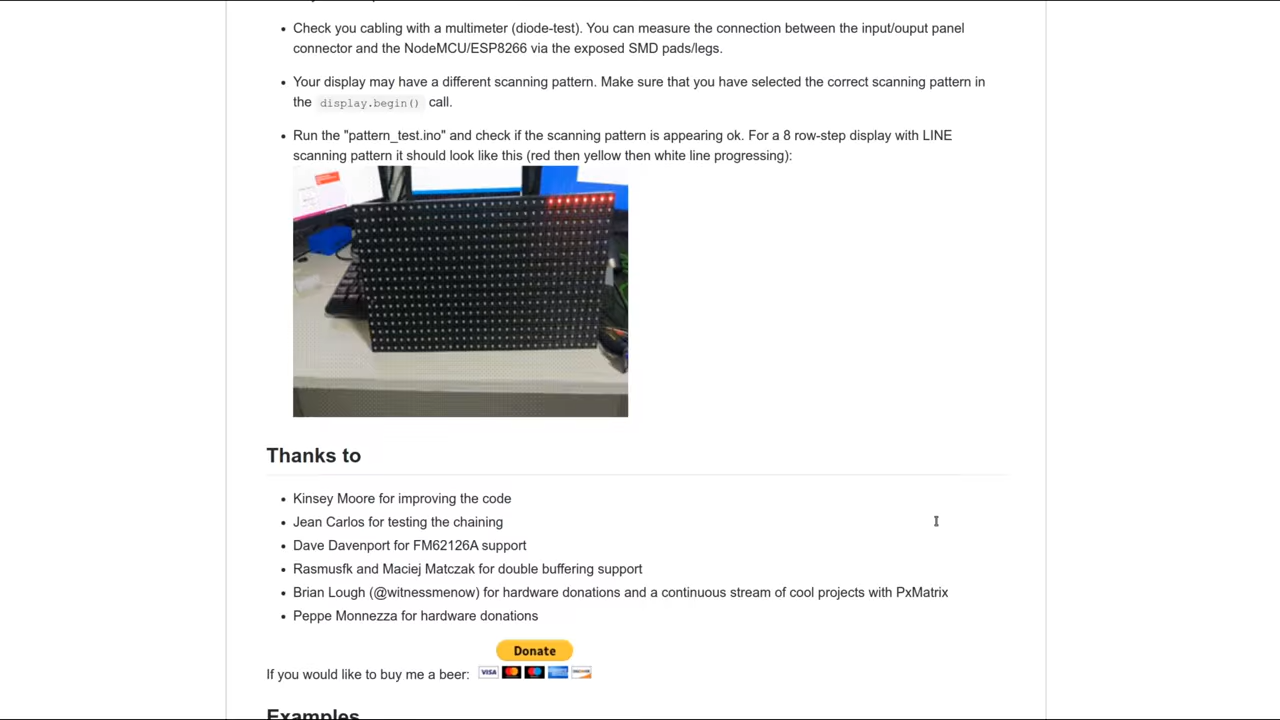 Check you cabling with a multimeter (diode-test). You can measure the connection between the input/ouput panel
connector and the NodeMCU/ESP8266 via the exposed SMD pads/legs.
Your display may have a different scanning pattern. Make sure that you have selected the correct scanning pattern in
the display.begin() call.
Run the "pattern_test.ino" and check if the scanning pattern is appearing ok. For a 8 row-step display with LINE
scanning pattern it should look like this (red then yellow then white line progressing):
Thanks to
Kinsey Moore for improving the code
Jean Carlos for testing the chaining
Dave Davenport for FM62126A support
Rasmusfk and Maciej Matczak for double buffering support
Brian Lough (@witnessmenow) for hardware donations and a continuous stream of cool projects with PxMatrix
Peppe Monnezza for hardware donations
Donate
If you would like to buy me a beer: VISA
Examples